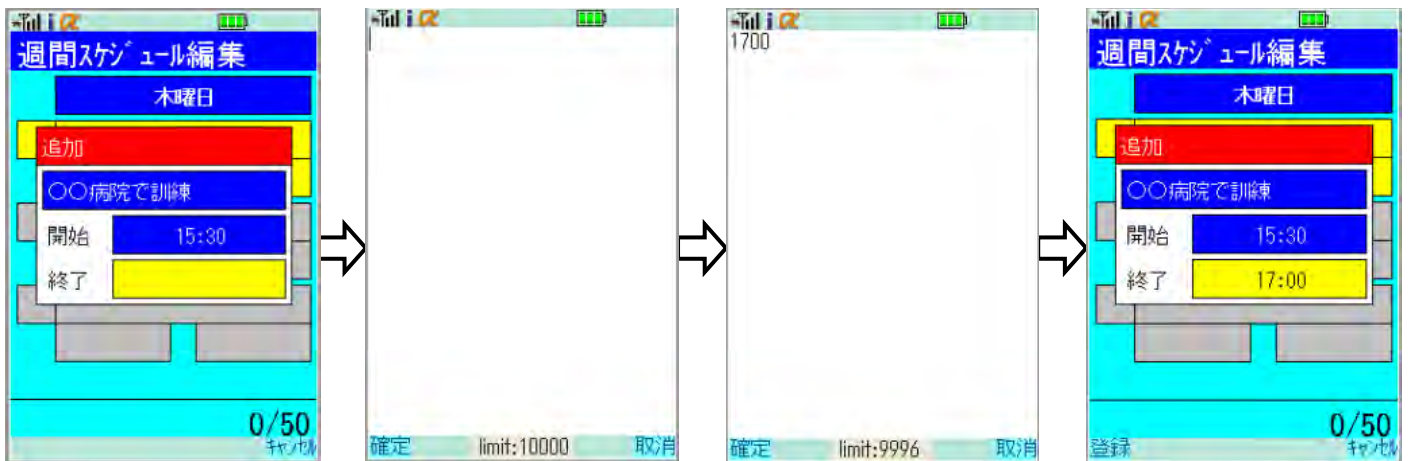 週間スケジュール編集
木曜日
追加
○○病院で訓練
開始 15:30
終了
0/50
キャンセル
確定 limit:10000 取消
1700
確定 limit:9996 取消
週間スケジュール編集
木曜日
追加
○○病院で訓練
開始 15:30
終了 17:00
0/50
登録 キャンセル